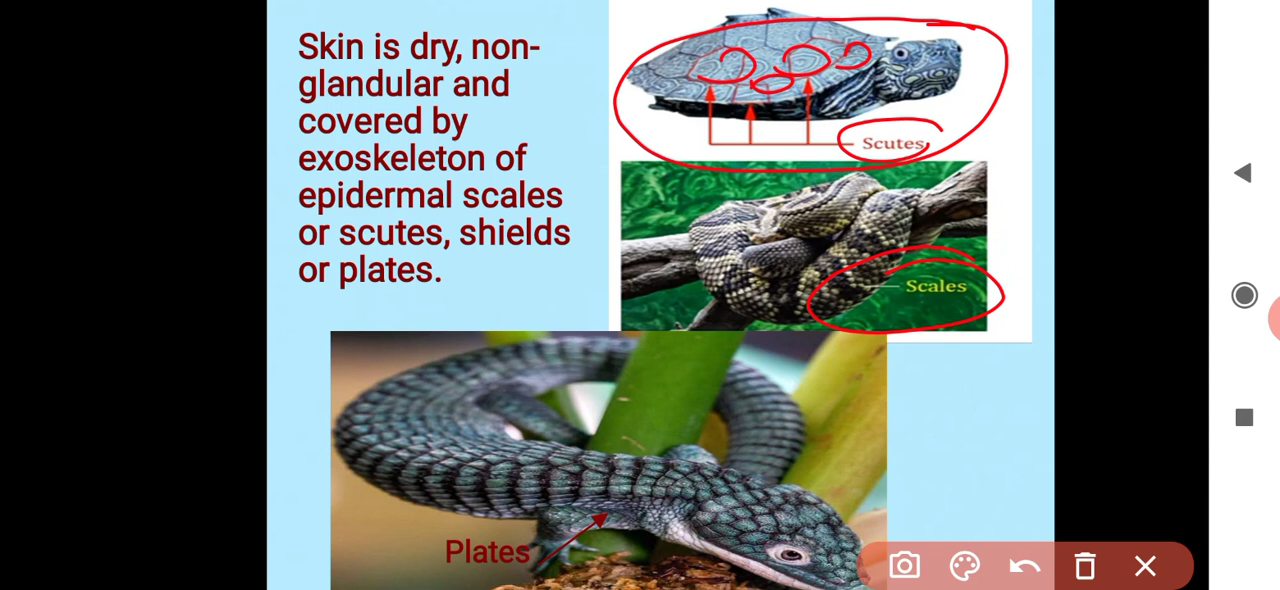 Skin is dry, non-
glandular and
covered by
exoskeleton of
epidermal scales
or scutes, shields
or plates.
Scutes
Scales
Plates